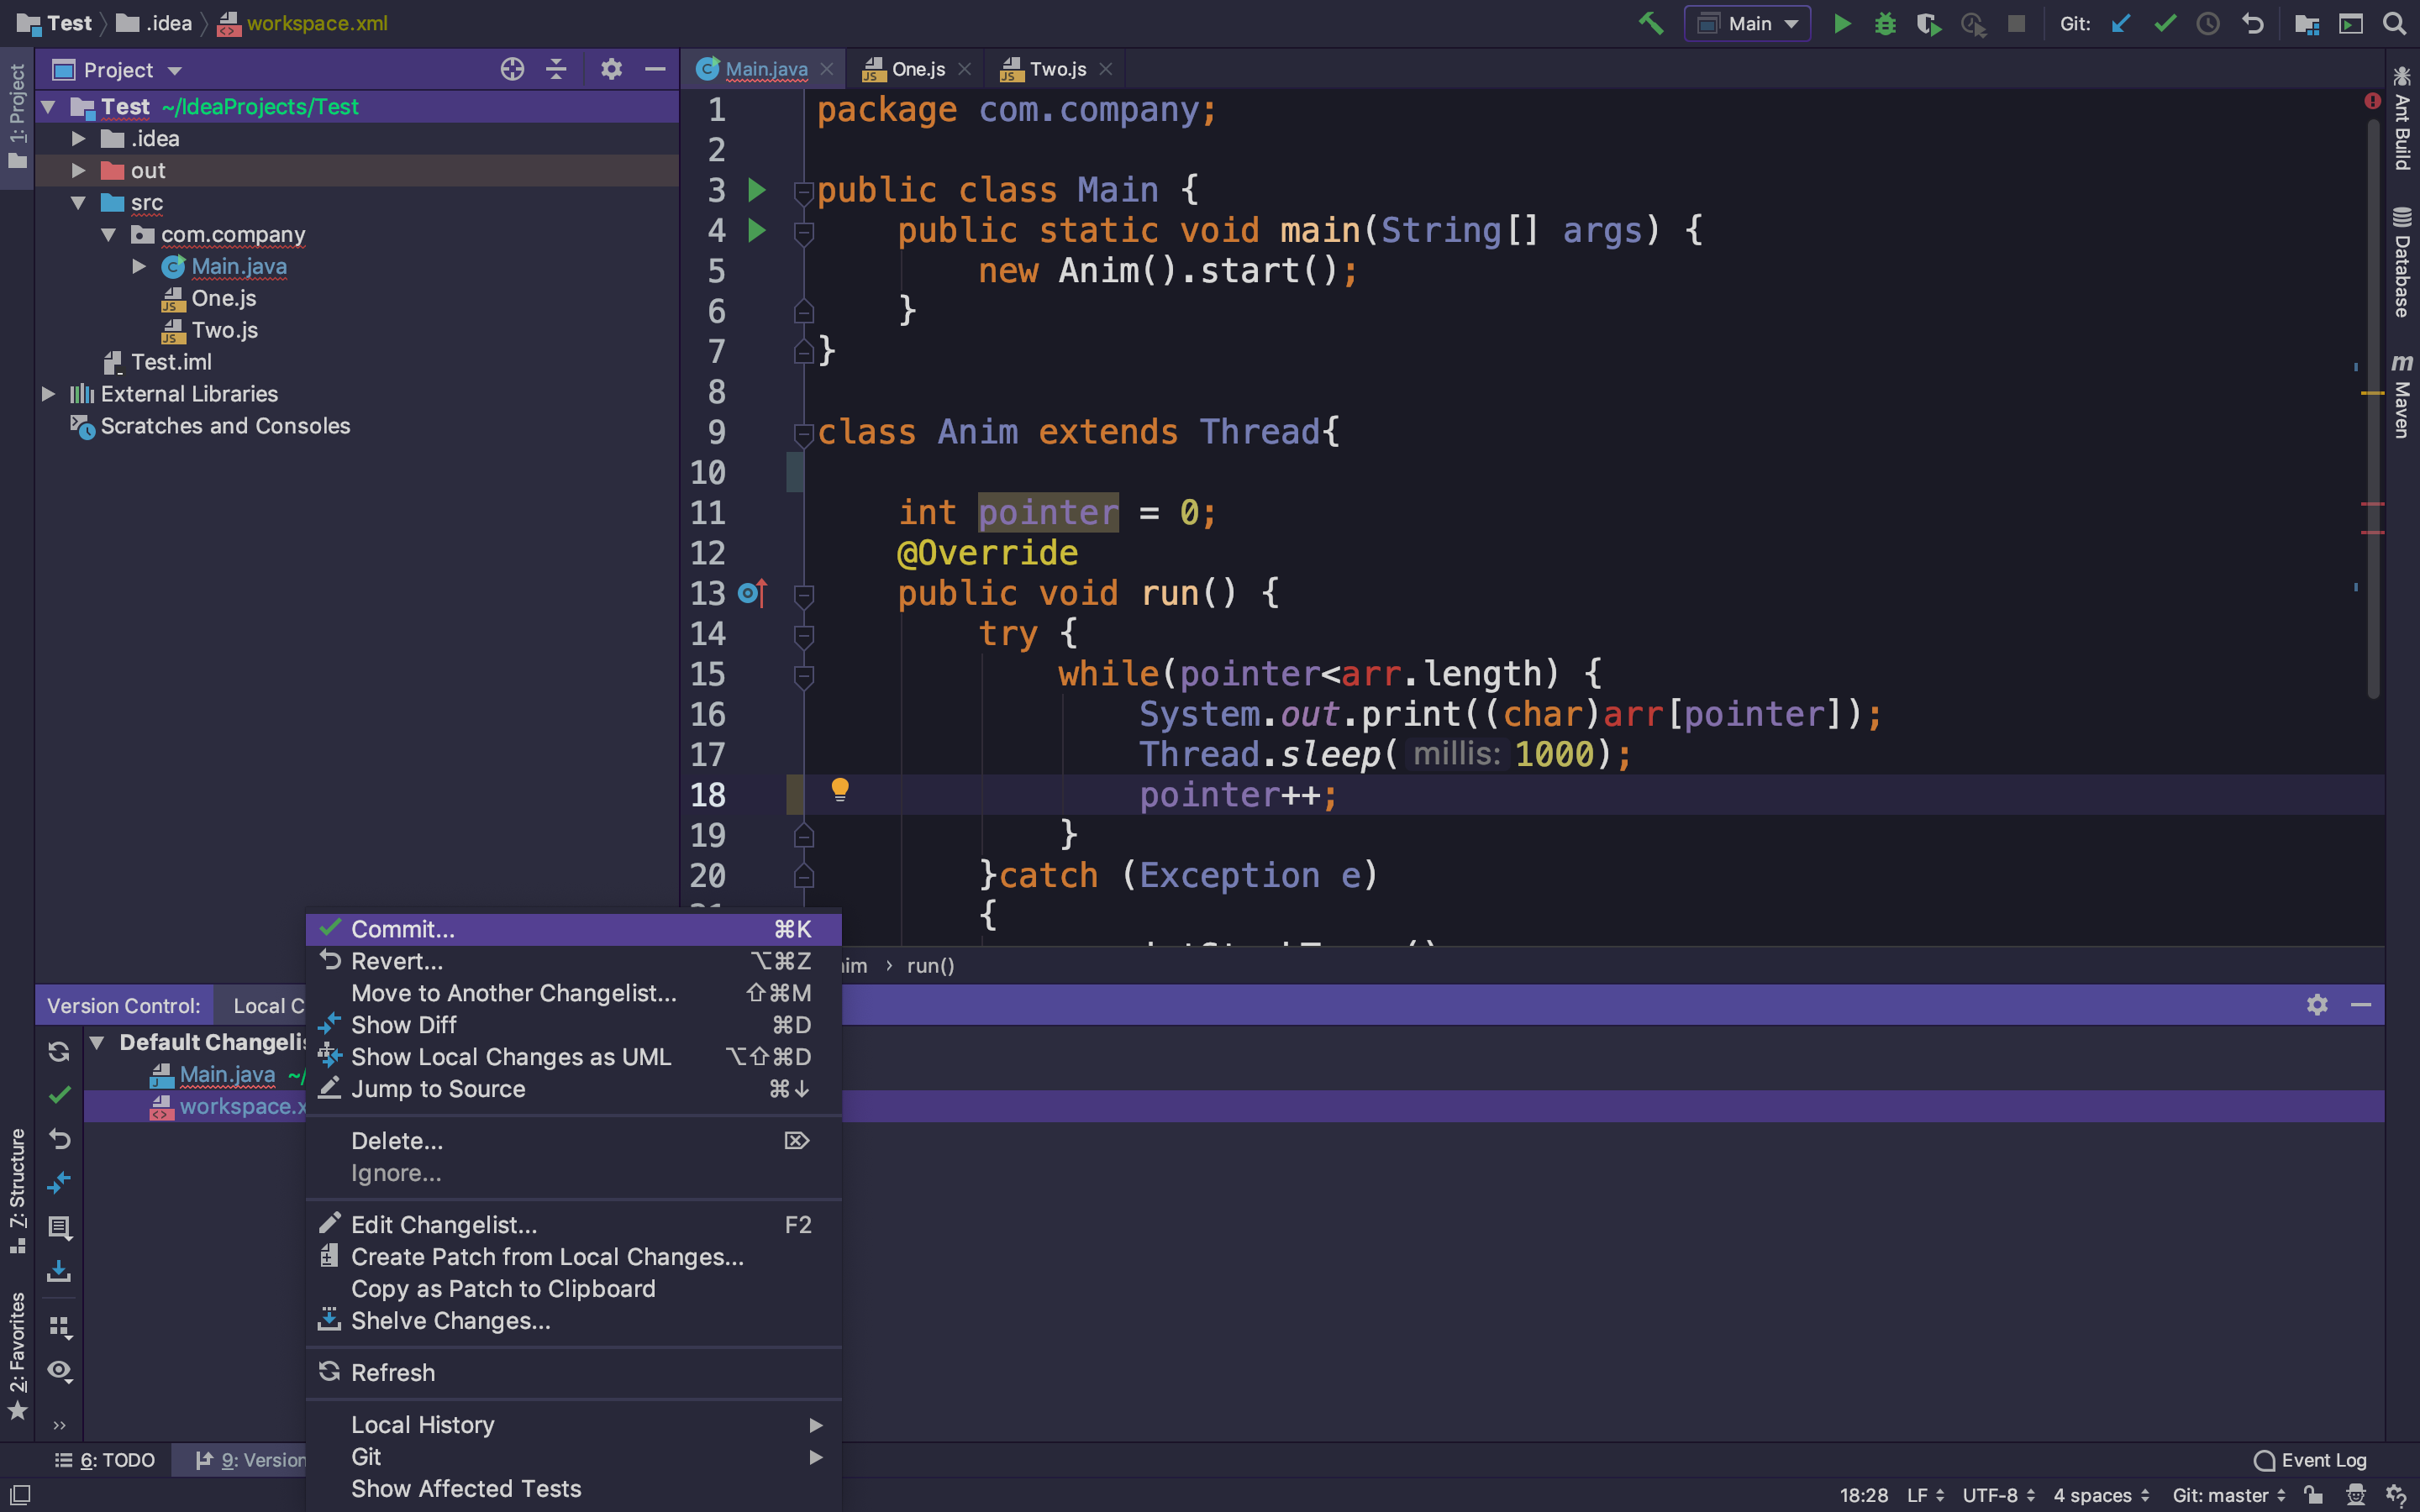 Test .idea workspace.xml
Main
Git:
1: Project
Project
Test ~/IdeaProjects/Test
.idea
out
src
com.company
Main.java
One.js
Two.js
Test.iml
External Libraries
Scratches and Consoles
Main.java One.js Two.js
1 package com.company;
2
3 public class Main {
4 public static void main(String[] args) {
5 new Anim().start();
6 }
7 }
8
9 class Anim extends Thread{
10
11 int pointer = 0;
12 @Override
13 public void run() {
14 try {
15 while(pointer<arr.length) {
16 System.out.print((char)arr[pointer]);
17 Thread.sleep( millis: 1000);
18 pointer++;
19 }
20 }catch (Exception e)
{
run()
Ant Build
Database
m Maven
Version Control: Local C
Default Changelis
Main.java ~/
workspace.x
Commit... ⌘K
Revert... ⌥⌘Z
Move to Another Changelist... ⇧⌘M
Show Diff ⌘D
Show Local Changes as UML ⌥⇧⌘D
Jump to Source ⌘↓
Delete... ⌦
Ignore...
Edit Changelist... F2
Create Patch from Local Changes...
Copy as Patch to Clipboard
Shelve Changes...
Refresh
Local History
Git
Show Affected Tests
7: Structure
2: Favorites
6: TODO 9: Version
Event Log
18:28 LF UTF-8 4 spaces Git: master